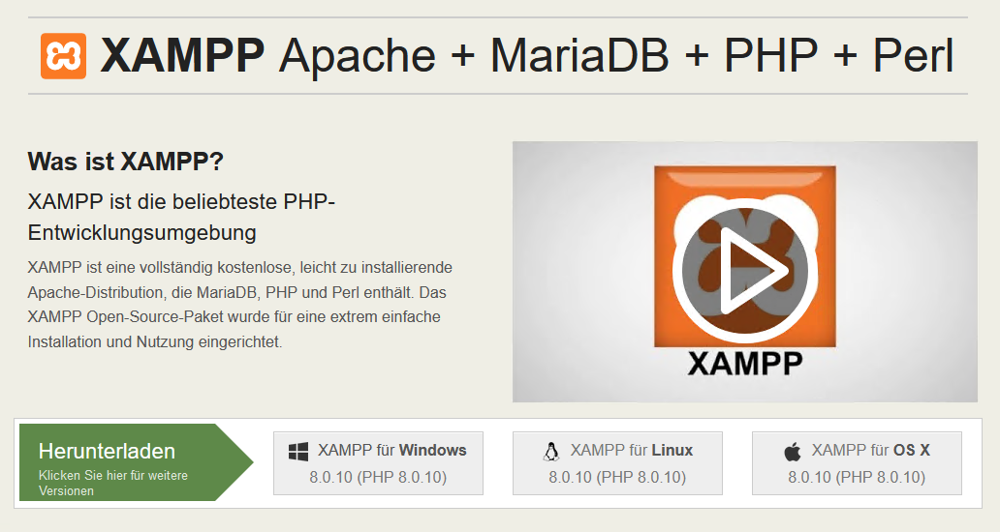 XAMPP Apache + MariaDB + PHP + Perl
Was ist XAMPP?
XAMPP ist die beliebteste PHP-
Entwicklungsumgebung
XAMPP ist eine vollständig kostenlose, leicht zu installierende
Apache-Distribution, die MariaDB, PHP und Perl enthält. Das
XAMPP Open-Source-Paket wurde für eine extrem einfache
Installation und Nutzung eingerichtet.
XAMPP
Herunterladen
Klicken Sie hier für weitere
Versionen
XAMPP für Windows
8.0.10 (PHP 8.0.10)
XAMPP für Linux
8.0.10 (PHP 8.0.10)
XAMPP für OS X
8.0.10 (PHP 8.0.10)